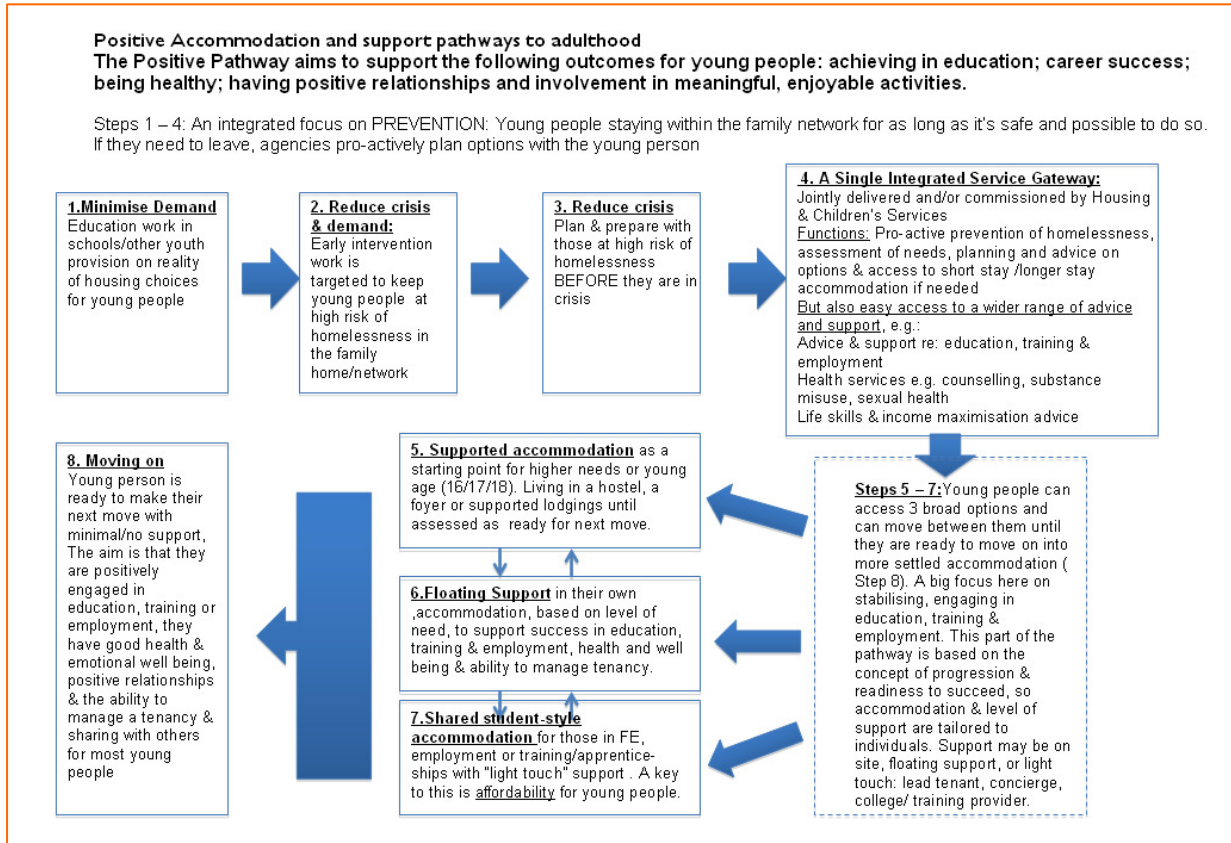 Positive Accommodation and support pathways to adulthood
The Positive Pathway aims to support the following outcomes for young people: achieving in education; career success;
being healthy; having positive relationships and involvement in meaningful, enjoyable activities.
Steps 1 – 4: An integrated focus on PREVENTION: Young people staying within the family network for as long as it's safe and possible to do so.
If they need to leave, agencies pro-actively plan options with the young person
1.Minimise Demand
Education work in
schools/other youth
provision on reality
of housing choices
for young people
2. Reduce crisis
& demand:
Early intervention
work is
targeted to keep
young people at
high risk of
homelessness in
the family
home/network
3. Reduce crisis
Plan & prepare with
those at high risk of
homelessness
BEFORE they are in
crisis
4. A Single Integrated Service Gateway:
Jointly delivered and/or commissioned by Housing
& Children's Services
Functions: Pro-active prevention of homelessness,
assessment of needs, planning and advice on
options & access to short stay /longer stay
accommodation if needed
But also easy access to a wider range of advice
and support, e.g.:
Advice & support re: education, training &
employment
Health services e.g. counselling, substance
misuse, sexual health
Life skills & income maximisation advice
Steps 5 – 7:Young people can
access 3 broad options and
can move between them until
they are ready to move on into
more settled accommodation (
Step 8). A big focus here on
stabilising, engaging in
education, training &
employment. This part of the
pathway is based on the
concept of progression &
readiness to succeed, so
accommodation & level of
support are tailored to
individuals. Support may be on
site, floating support, or light
touch: lead tenant, concierge,
college/ training provider.
5. Supported accommodation as a
starting point for higher needs or young
age (16/17/18). Living in a hostel, a
foyer or supported lodgings until
assessed as ready for next move.
6.Floating Support in their own
,accommodation, based on level of
need, to support success in education,
training & employment, health and well
being & ability to manage tenancy.
7.Shared student-style
accommodation for those in FE,
employment or training/apprentice-
ships with "light touch" support . A key
to this is affordability for young people.
8. Moving on
Young person is
ready to make their
next move with
minimal/no support,
The aim is that they
are positively
engaged in
education, training or
employment, they
have good health &
emotional well being,
positive relationships
& the ability to
manage a tenancy &
sharing with others
for most young
people